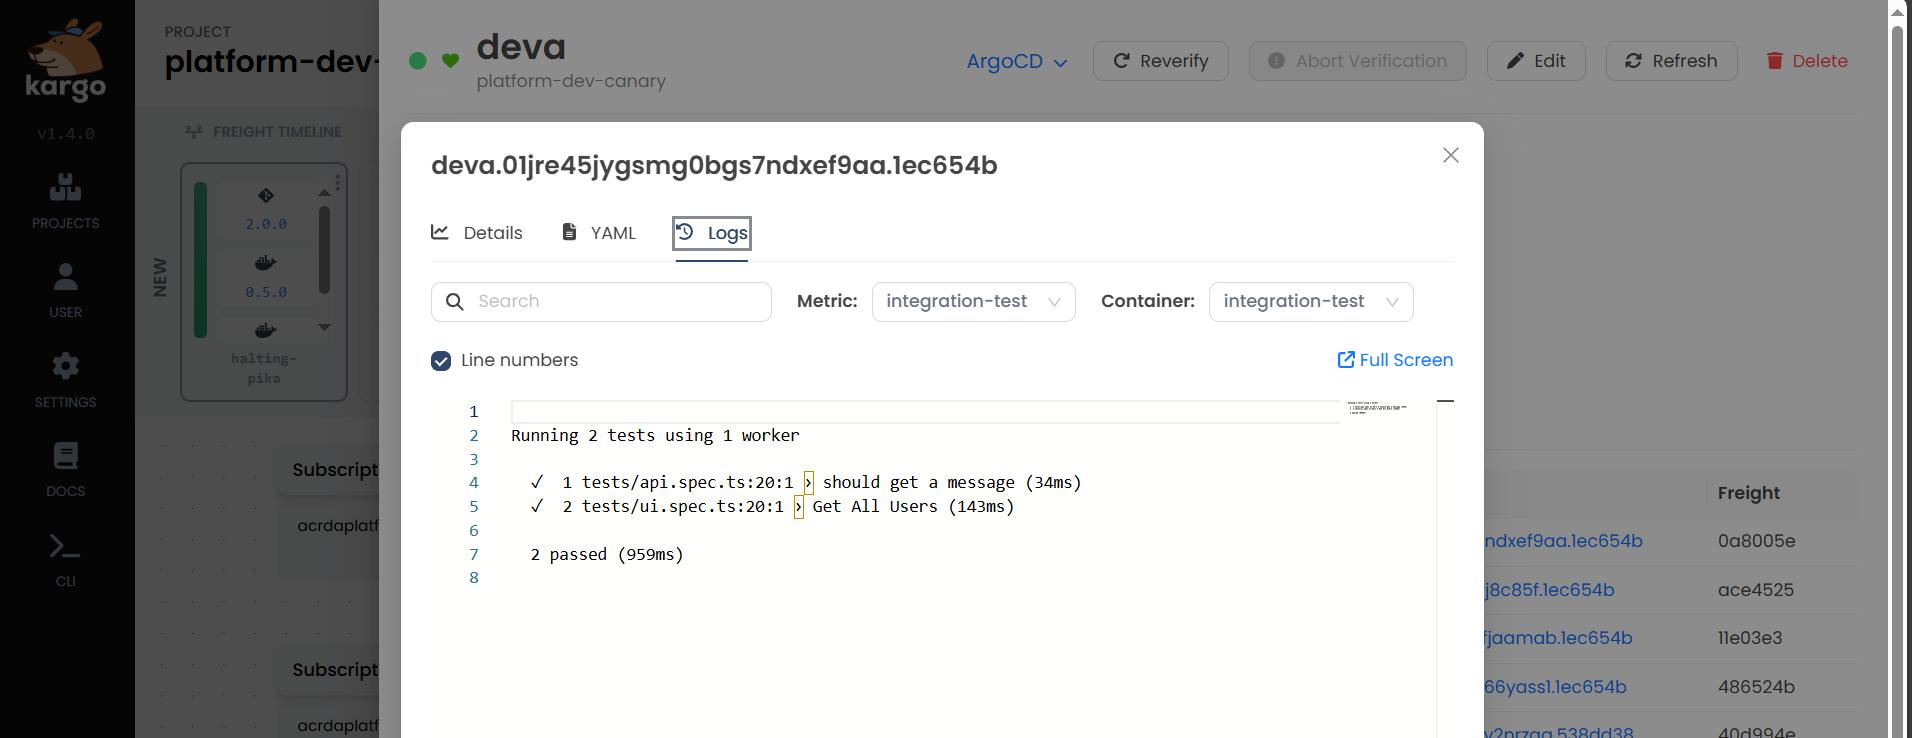 kargo
v1.4.0
PROJECTS
USER
SETTINGS
DOCS
CLI
PROJECT
platform-dev-
FREIGHT TIMELINE
NEW
2.0.0
0.5.0
halting-
pika
Subscript
acrdaplatf
Subscript
acrdaplatf
deva
platform-dev-canary
ArgoCD
Reverify
Abort Verification
Edit
Refresh
Delete
deva.01jre45jygsmg0bgs7ndxef9aa.1ec654b
Details
YAML
Logs
Search
Metric:
integration-test
Container:
integration-test
Line numbers
Full Screen
1
2 Running 2 tests using 1 worker
3
4 ✓ 1 tests/api.spec.ts:20:1 › should get a message (34ms)
5 ✓ 2 tests/ui.spec.ts:20:1 › Get All Users (143ms)
6
7 2 passed (959ms)
8
Freight
ndxef9aa.1ec654b 0a8005e
j8c85f.1ec654b ace4525
fjaamab.1ec654b 11e03e3
66yass1.1ec654b 486524b
v2nrzgg.538dd38 40d994e